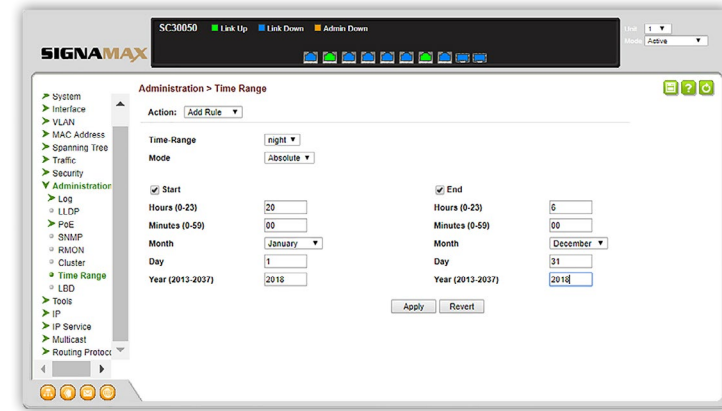 SC30050 Link Up Link Down Admin Down
Unit 1
Mode Active
SIGNAMAX
Administration > Time Range
Action: Add Rule
Time-Range night
Mode Absolute
Start End
Hours (0-23) 20 Hours (0-23) 6
Minutes (0-59) 00 Minutes (0-59) 00
Month January Month December
Day 1 Day 31
Year (2013-2037) 2018 Year (2013-2037) 2018
Apply Revert
System
Interface
VLAN
MAC Address
Spanning Tree
Traffic
Security
Administration
Log
LLDP
PoE
SNMP
RMON
Cluster
Time Range
LBD
Tools
IP
IP Service
Multicast
Routing Protoc